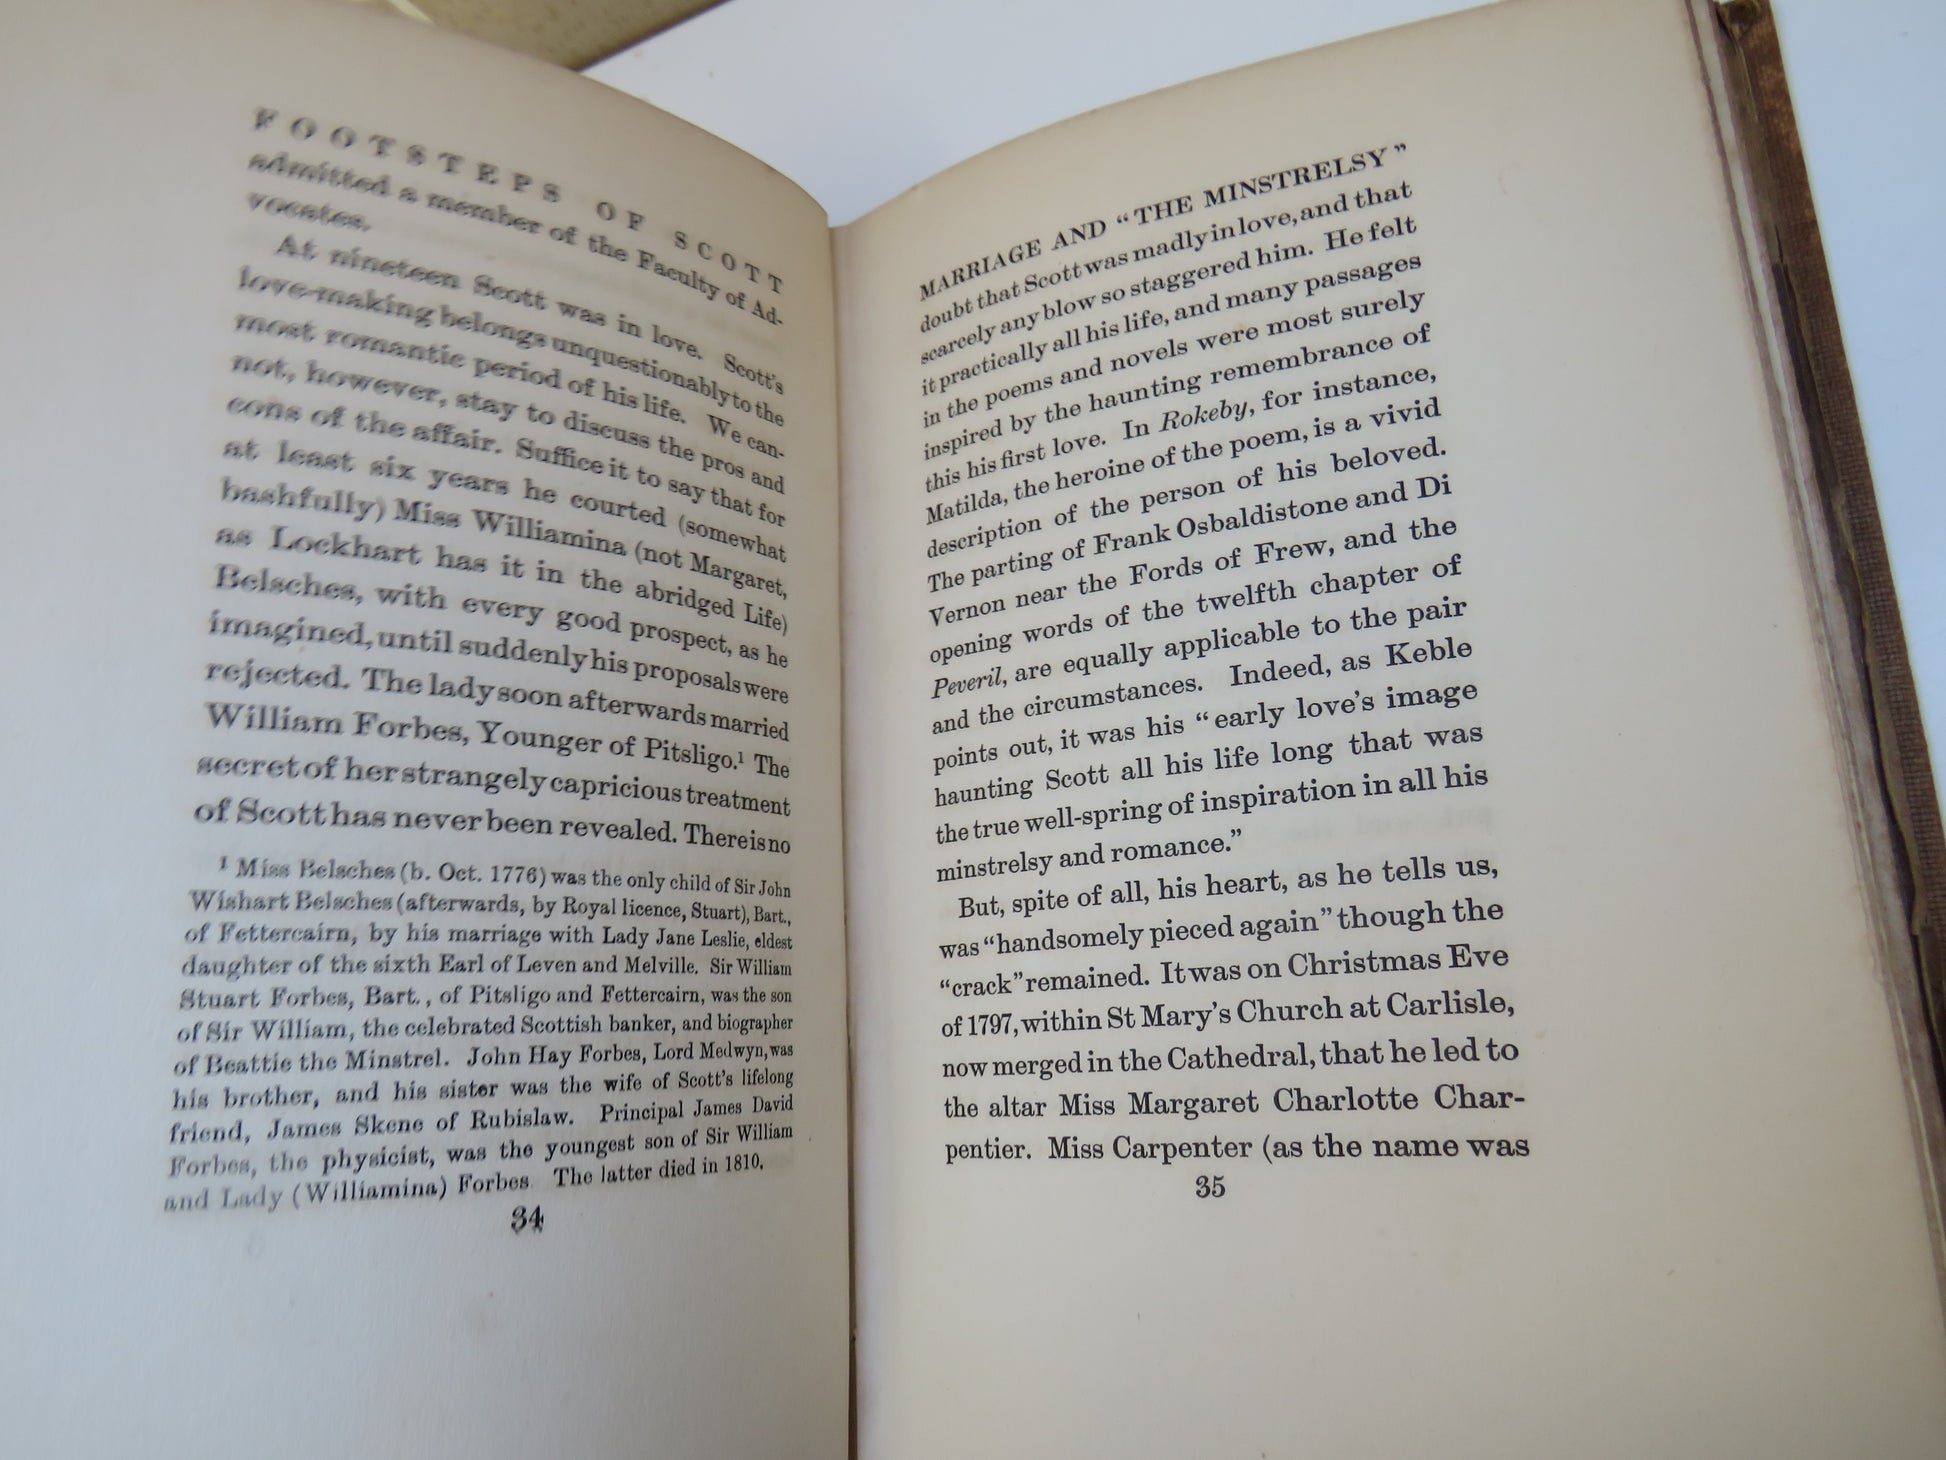 FOOTSTEPS OF SCOTT
admitted a member of the Faculty of Ad-
vocates.
At nineteen Scott was in love. Scott's
love-making belongs unquestionably to the
most romantic period of his life. We can-
not, however, stay to discuss the pros and
cons of the affair. Suffice it to say that for
at least six years he courted (somewhat
bashfully) Miss Williamina (not Margaret,
as Lockhart has it in the abridged Life)
Belsches, with every good prospect, as he
imagined, until suddenly his proposals were
rejected. The lady soon afterwards married
William Forbes, Younger of Pitsligo.¹ The
secret of her strangely capricious treatment
of Scott has never been revealed. There is no
¹ Miss Belsches (b. Oct. 1776) was the only child of Sir John
Wishart Belsches (afterwards, by Royal licence, Stuart), Bart.,
of Fettercairn, by his marriage with Lady Jane Leslie, eldest
daughter of the sixth Earl of Leven and Melville. Sir William
Stuart Forbes, Bart., of Pitsligo and Fettercairn, was the son
of Sir William, the celebrated Scottish banker, and biographer
of Beattie the Minstrel. John Hay Forbes, Lord Medwyn, was
his brother, and his sister was the wife of Scott's lifelong
friend, James Skene of Rubislaw. Principal James David
Forbes, the physicist, was the youngest son of Sir William
and Lady (Williamina) Forbes. The latter died in 1810.
34
MARRIAGE AND "THE MINSTRELSY"
doubt that Scott was madly in love, and that
scarcely any blow so staggered him. He felt
it practically all his life, and many passages
in the poems and novels were most surely
inspired by the haunting remembrance of
this his first love. In Rokeby, for instance,
Matilda, the heroine of the poem, is a vivid
description of the person of his beloved.
The parting of Frank Osbaldistone and Di
Vernon near the Fords of Frew, and the
opening words of the twelfth chapter of
Peveril, are equally applicable to the pair
and the circumstances. Indeed, as Keble
points out, it was his "early love's image
haunting Scott all his life long that was
the true well-spring of inspiration in all his
minstrelsy and romance."
But, spite of all, his heart, as he tells us,
was "handsomely pieced again" though the
"crack" remained. It was on Christmas Eve
of 1797, within St Mary's Church at Carlisle,
now merged in the Cathedral, that he led to
the altar Miss Margaret Charlotte Char-
pentier. Miss Carpenter (as the name was
35